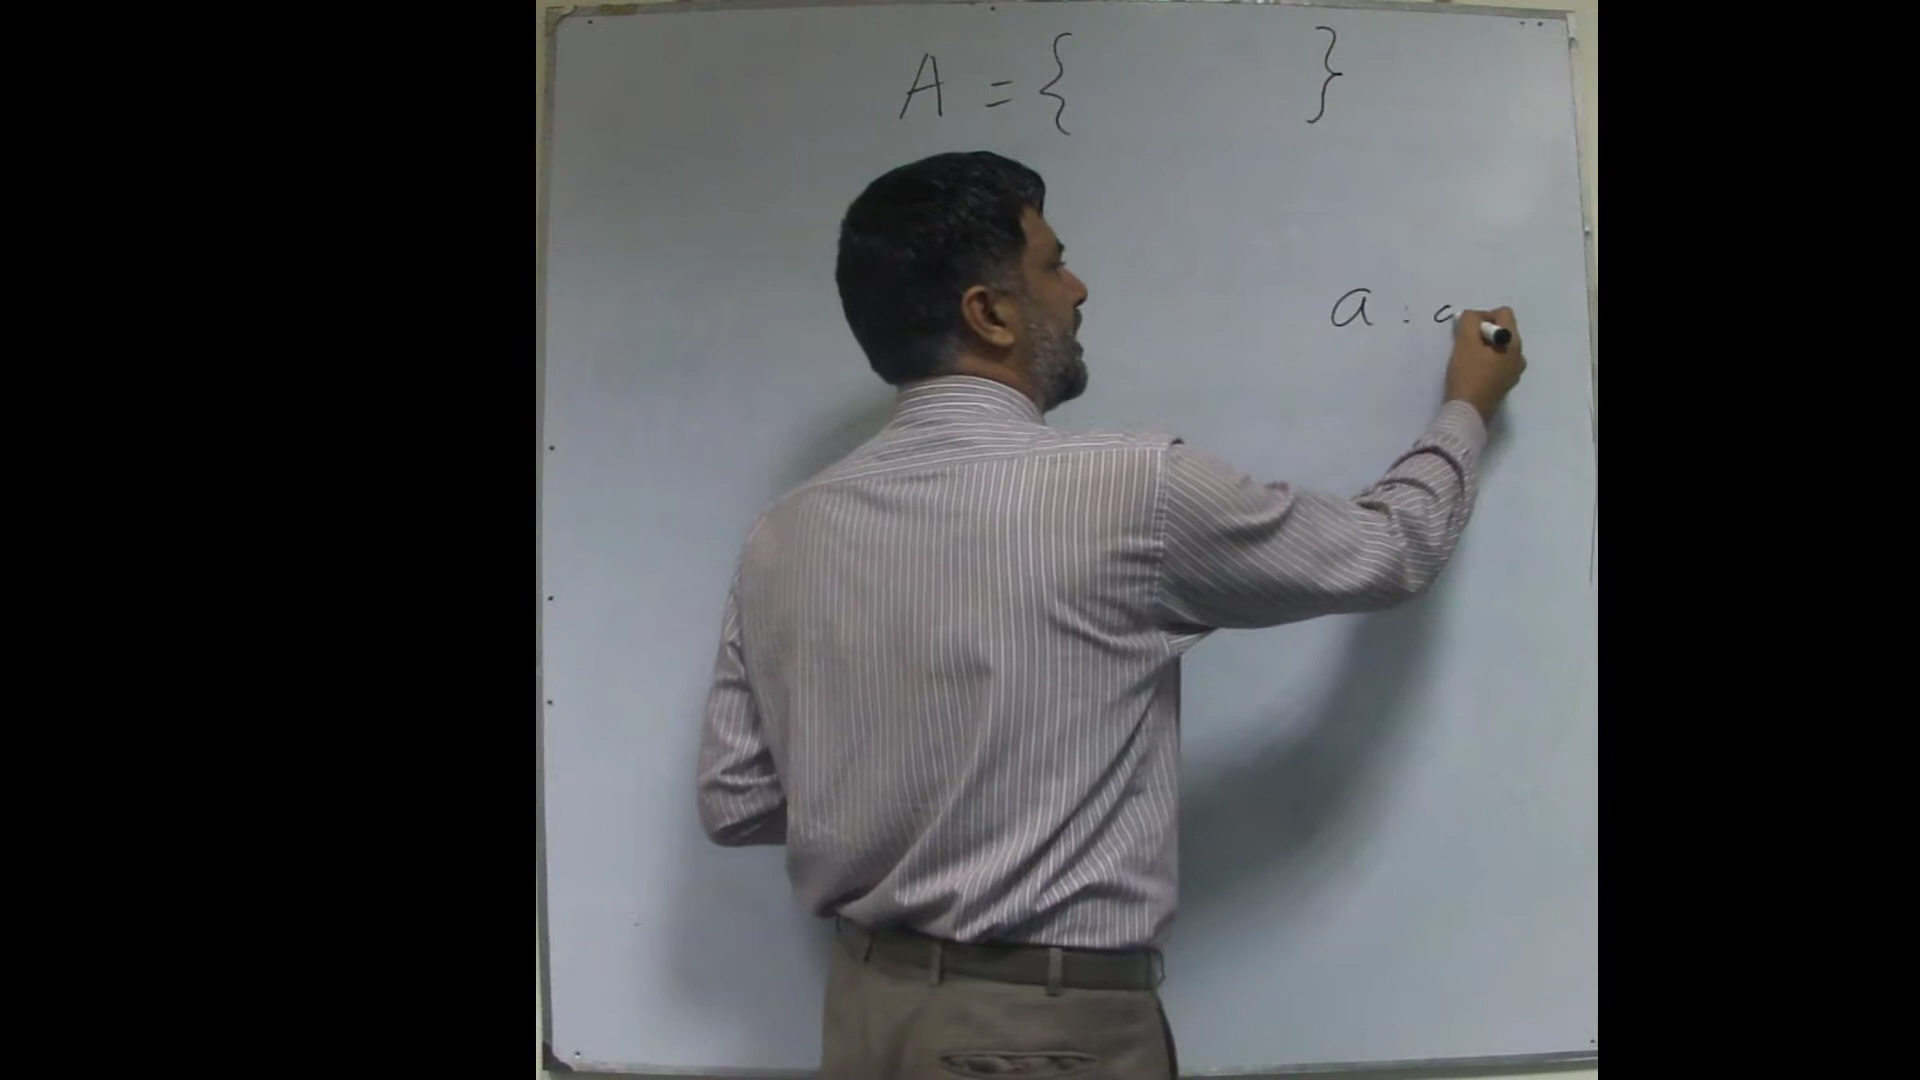 A = { }
a :